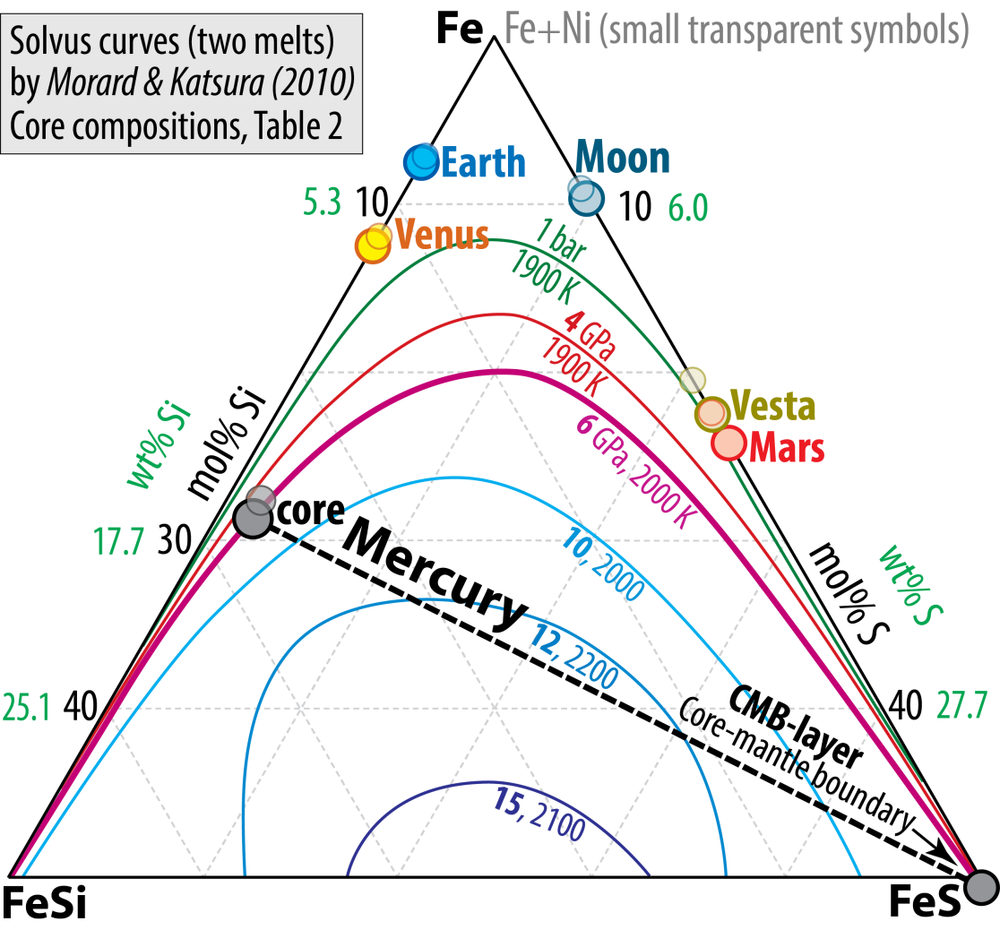 Solvus curves (two melts)
by Morard & Katsura (2010)
Core compositions, Table 2
Fe
Fe+Ni (small transparent symbols)
Earth
Moon
5.3 10
10 6.0
Venus
1 bar
1900 K
4 GPa
1900 K
Vesta
Mars
wt% Si
mol% Si
6 GPa, 2000 K
core
Mercury
17.7 30
10, 2000
mol% S
wt% S
12, 2200
25.1 40
CMB-layer
Core-mantle boundary
40 27.7
15, 2100
FeSi
FeS